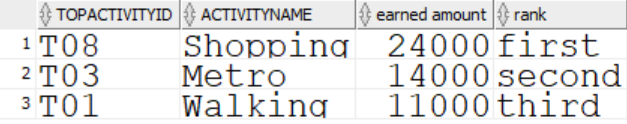 TOPACTIVITYID ACTIVITYNAME earned amount rank
1 T08 Shopping 24000 first
2 T03 Metro 14000 second
3 T01 Walking 11000 third